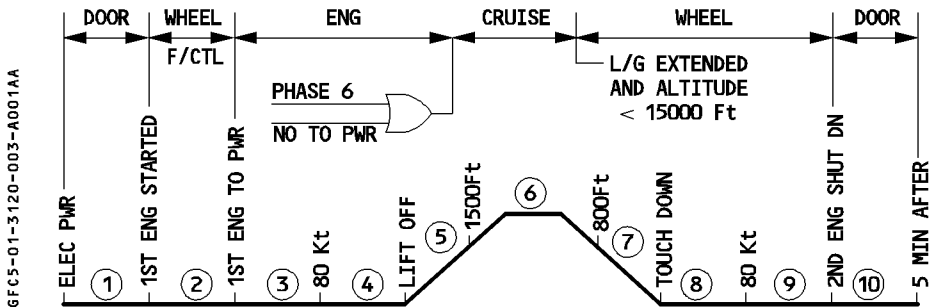 DOOR
WHEEL
ENG
CRUISE
WHEEL
DOOR
F/CTL
PHASE 6
NO TO PWR
L/G EXTENDED
AND ALTITUDE
< 15000 Ft
ELEC PWR
1ST ENG STARTED
1ST ENG TO PWR
80 Kt
LIFT OFF
1500Ft
800Ft
TOUCH DOWN
80 Kt
2ND ENG SHUT DN
5 MIN AFTER
1
2
3
4
5
6
7
8
9
10
GFC5-01-3120-003-A001AA